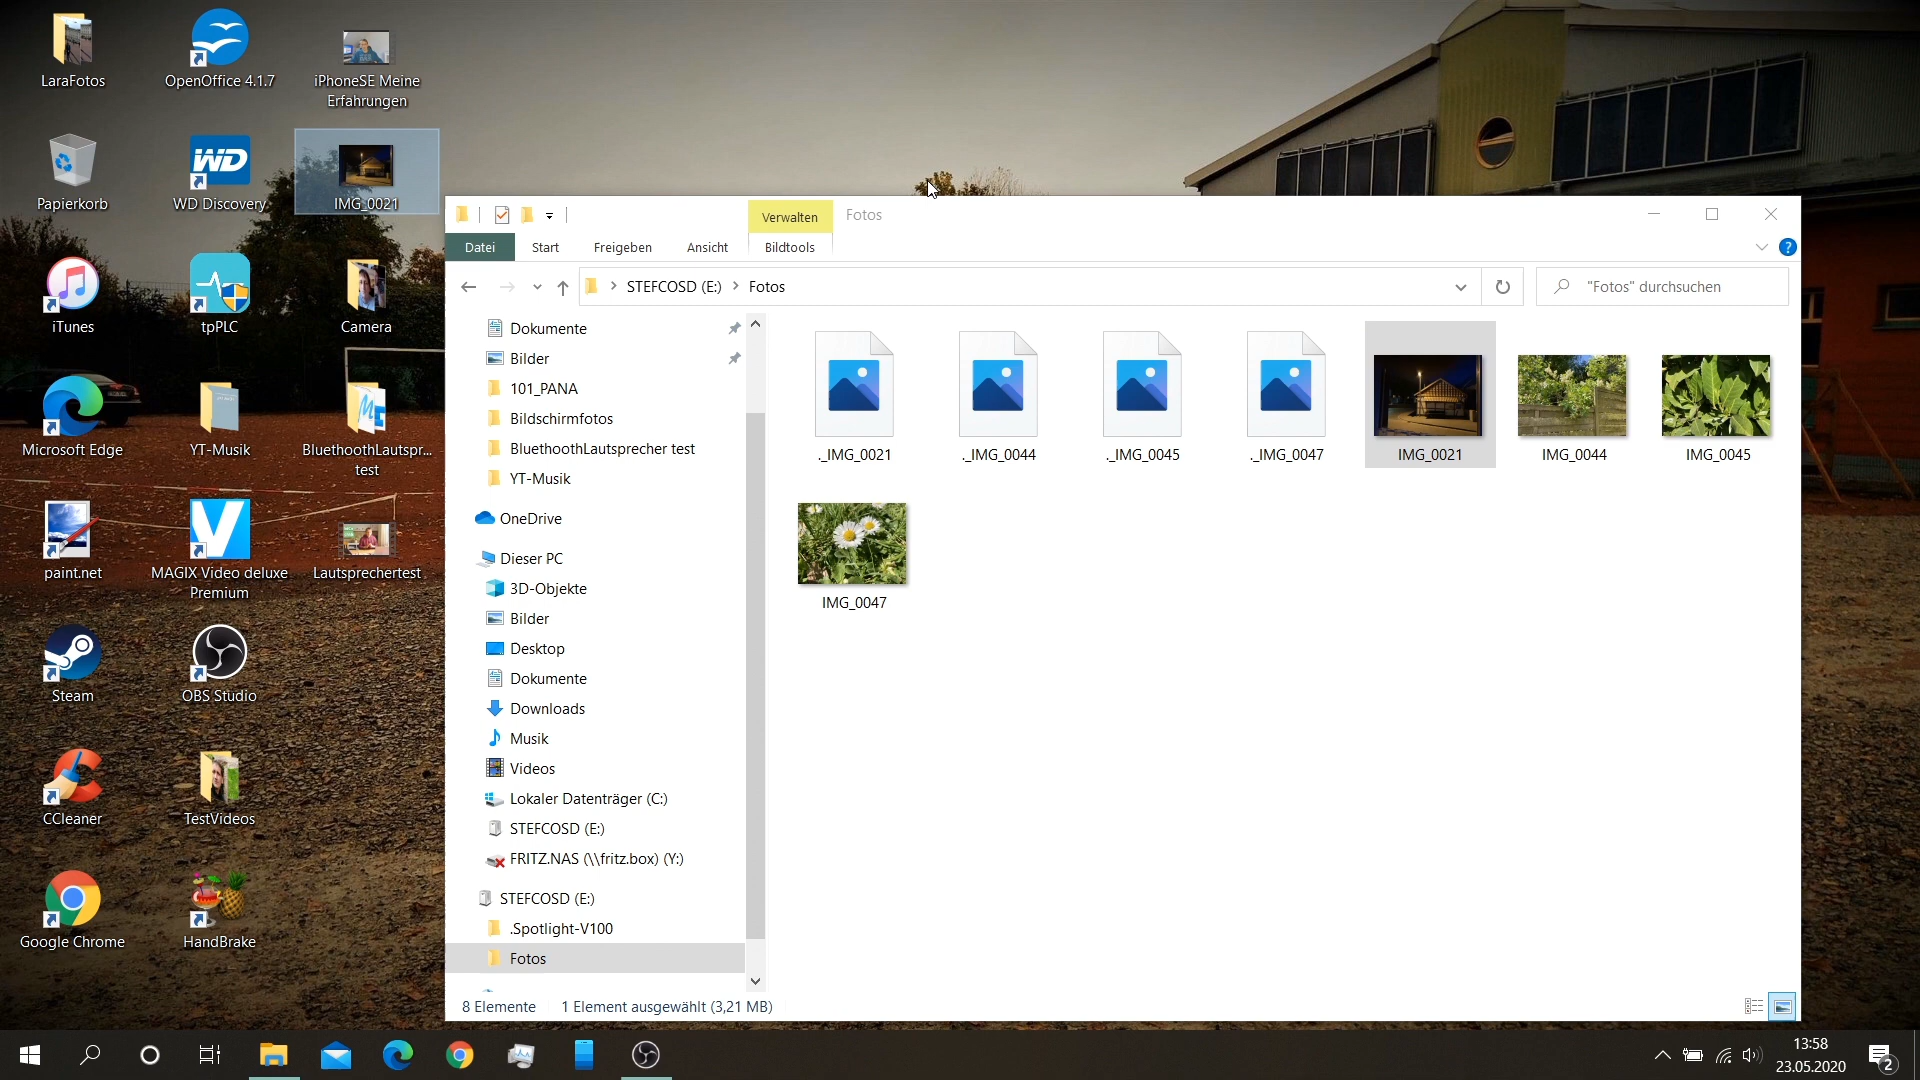 LaraFotos
OpenOffice 4.1.7
iPhoneSE Meine
Erfahrungen
Papierkorb
WD
WD Discovery
IMG_0021
iTunes
tpPLC
Camera
Microsoft Edge
YT-Musik
BluethoothLautspr...
test
paint.net
MAGIX Video deluxe
Premium
Lautsprechertest
Steam
OBS Studio
CCleaner
TestVideos
Google Chrome
HandBrake
Verwalten
Fotos
Datei
Start
Freigeben
Ansicht
Bildtools
?
STEFCOSD (E:)
Fotos
"Fotos" durchsuchen
Dokumente
Bilder
101_PANA
Bildschirmfotos
BluethoothLautsprecher test
YT-Musik
OneDrive
Dieser PC
3D-Objekte
Bilder
Desktop
Dokumente
Downloads
Musik
Videos
Lokaler Datenträger (C:)
STEFCOSD (E:)
FRITZ.NAS (\\fritz.box) (Y:)
STEFCOSD (E:)
.Spotlight-V100
Fotos
._IMG_0021
._IMG_0044
._IMG_0045
._IMG_0047
IMG_0021
IMG_0044
IMG_0045
IMG_0047
8 Elemente
1 Element ausgewählt (3,21 MB)
13:58
23.05.2020
2